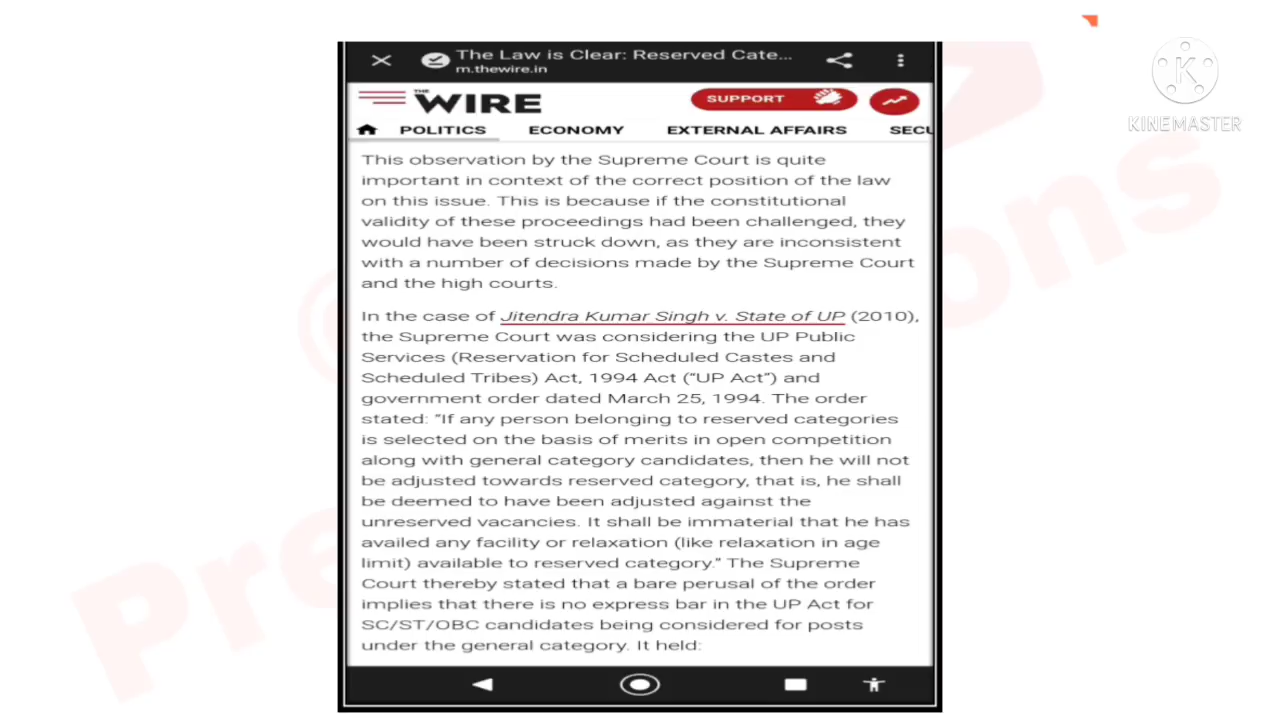 The Law is Clear: Reserved Cate...
m.thewire.in
KINEMASTER
THE
WIRE
SUPPORT
POLITICS ECONOMY EXTERNAL AFFAIRS SECU
This observation by the Supreme Court is quite
important in context of the correct position of the law
on this issue. This is because if the constitutional
validity of these proceedings had been challenged, they
would have been struck down, as they are inconsistent
with a number of decisions made by the Supreme Court
and the high courts.
In the case of Jitendra Kumar Singh v. State of UP (2010),
the Supreme Court was considering the UP Public
Services (Reservation for Scheduled Castes and
Scheduled Tribes) Act, 1994 Act (“UP Act”) and
government order dated March 25, 1994. The order
stated: “If any person belonging to reserved categories
is selected on the basis of merits in open competition
along with general category candidates, then he will not
be adjusted towards reserved category, that is, he shall
be deemed to have been adjusted against the
unreserved vacancies. It shall be immaterial that he has
availed any facility or relaxation (like relaxation in age
limit) available to reserved category.” The Supreme
Court thereby stated that a bare perusal of the order
implies that there is no express bar in the UP Act for
SC/ST/OBC candidates being considered for posts
under the general category. It held: